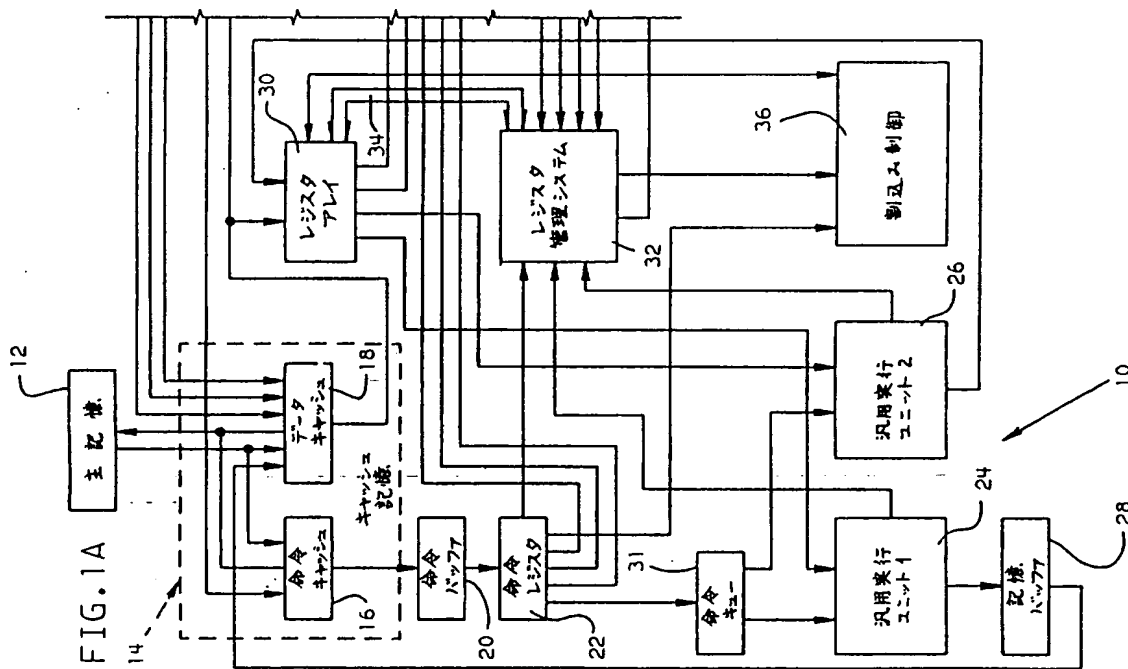 FIG.1A
12
主記憶
14
命令
キャッシュ
16
データ
キャッシュ
18
キャッシュ
記憶
命令
バッファ
20
命令
レジスタ
22
レジスタ
アレイ
30
34
レジスタ
管理システム
32
31
命令
キュー
汎用実行
ユニット1
24
汎用実行
ユニット2
26
割込み制御
36
記憶
バッファ
28
10